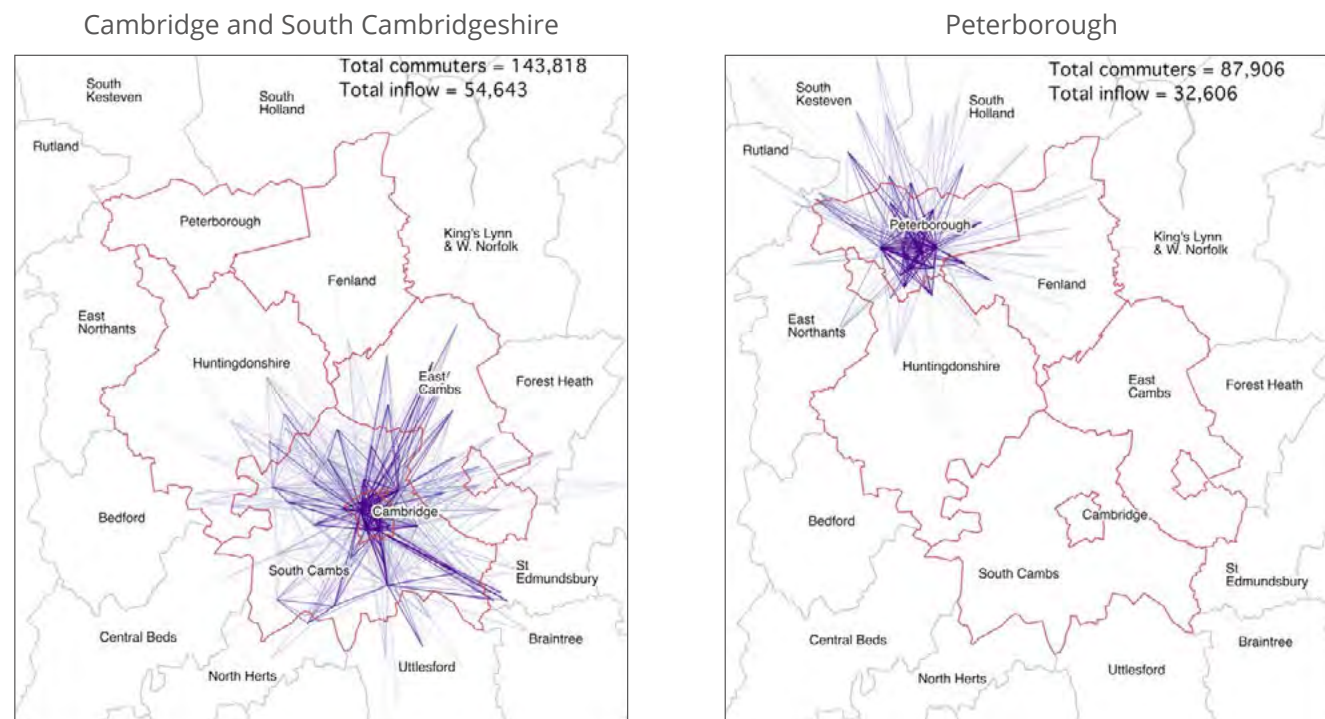 Cambridge and South Cambridgeshire
Total commuters = 143,818
Total inflow = 54,643
South
Kesteven
South
Holland
Rutland
Peterborough
King's Lynn
& W. Norfolk
Fenland
East
Northants
Huntingdonshire
East
Cambs
Forest Heath
Bedford
Cambridge
South Cambs
St
Edmundsbury
Central Beds
Braintree
North Herts
Uttlesford
Peterborough
Total commuters = 87,906
Total inflow = 32,606
South
Kesteven
South
Holland
Rutland
Peterborough
King's Lynn
& W. Norfolk
Fenland
East
Northants
Huntingdonshire
East
Cambs
Forest Heath
Bedford
Cambridge
South Cambs
St
Edmundsbury
Central Beds
Braintree
North Herts
Uttlesford